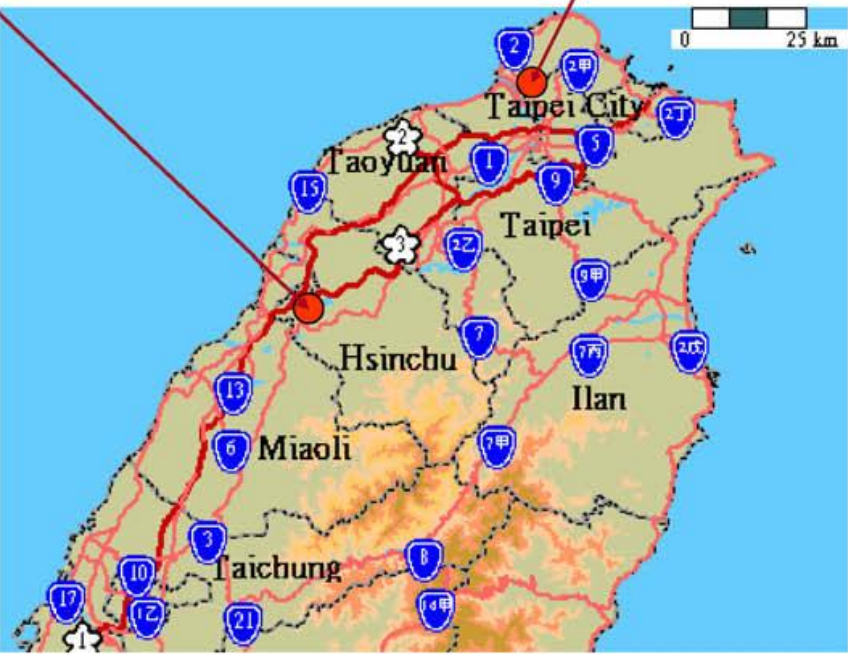 2
2甲
0 25 km
Taipei City
2丁
2
5
Taoyuan
1
15
9
Taipei
3
2乙
9甲
7
Hsinchu
7丙
2戊
13
Ilan
6
Miaoli
7甲
3
8
Taichung
10
17
1乙
21
14甲
1